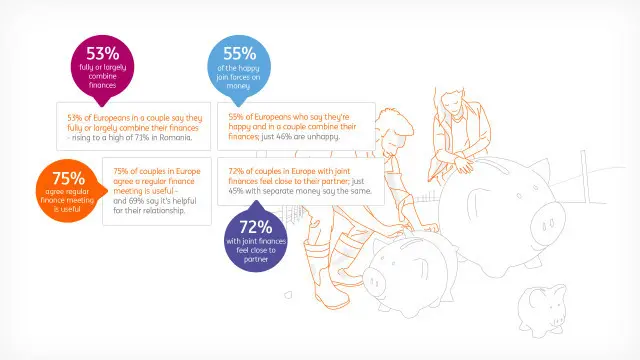 53%
fully or largely
combine
finances
55%
of the happy
join forces on
money
53% of Europeans in a couple say they
fully or largely combine their finances
- rising to a high of 71% in Romania.
55% of Europeans who say they're
happy and in a couple combine their
finances; just 46% are unhappy.
75%
agree regular
finance meeting
is useful
75% of couples in Europe
agree a regular finance
meeting is useful -
and 69% say it's helpful
for their relationship.
72% of couples in Europe with joint
finances feel close to their partner; just
45% with separate money say the same.
72%
with joint finances
feel close to
partner